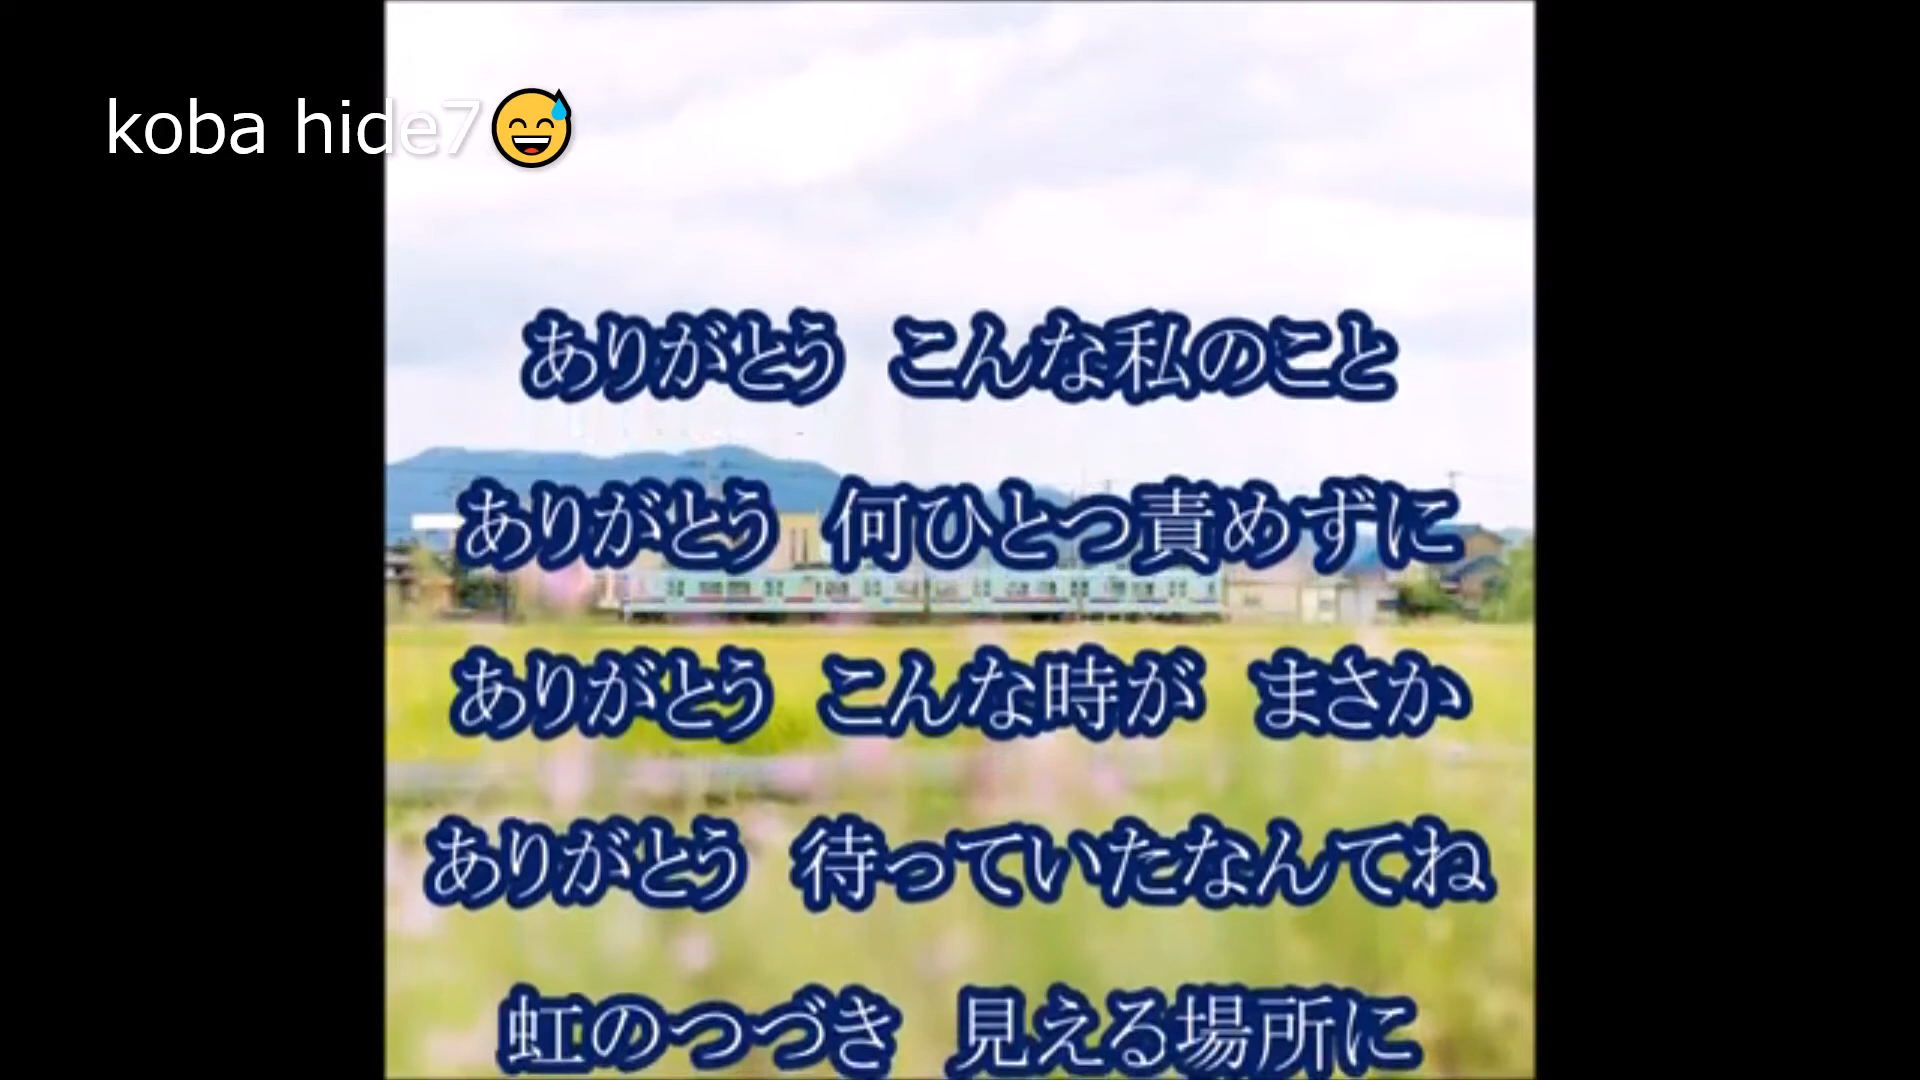 koba hide7😅
ありがとう こんな私のこと
ありがとう 何ひとつ責めずに
ありがとう こんな時が まさか
ありがとう 待っていたなんてね
虹のつづき 見える場所に